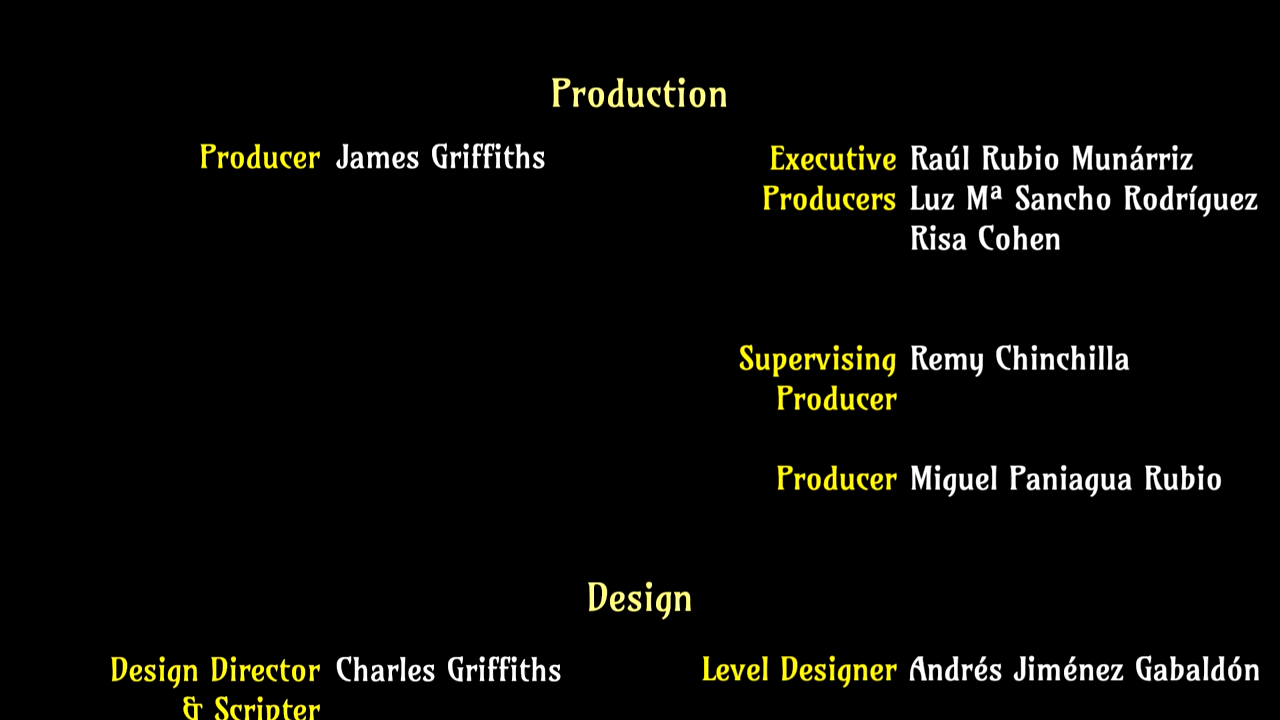 Production
Producer James Griffiths
Executive Raúl Rubio Munárriz
Producers Luz Mª Sancho Rodríguez
Risa Cohen
Supervising Remy Chinchilla
Producer
Producer Miguel Paniagua Rubio
Design
Design Director Charles Griffiths
& Scripter
Level Designer Andrés Jiménez Gabaldón